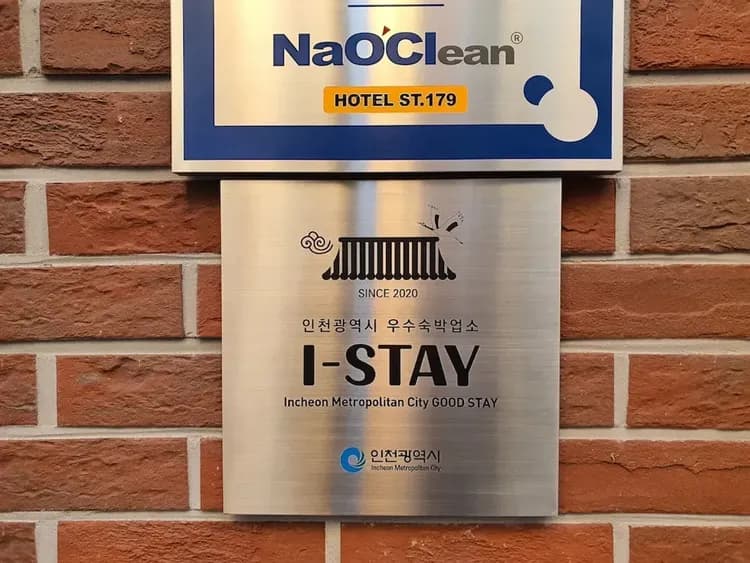 NaO'Clean®
HOTEL ST.179
SINCE 2020
인천광역시 우수숙박업소
I-STAY
Incheon Metropolitan City GOOD STAY
인천광역시
Incheon Metropolitan City